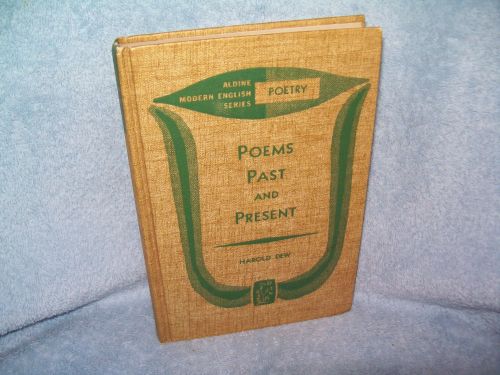 ALDINE
MODERN ENGLISH
SERIES
POETRY
POEMS
PAST
AND
PRESENT
HAROLD DEW